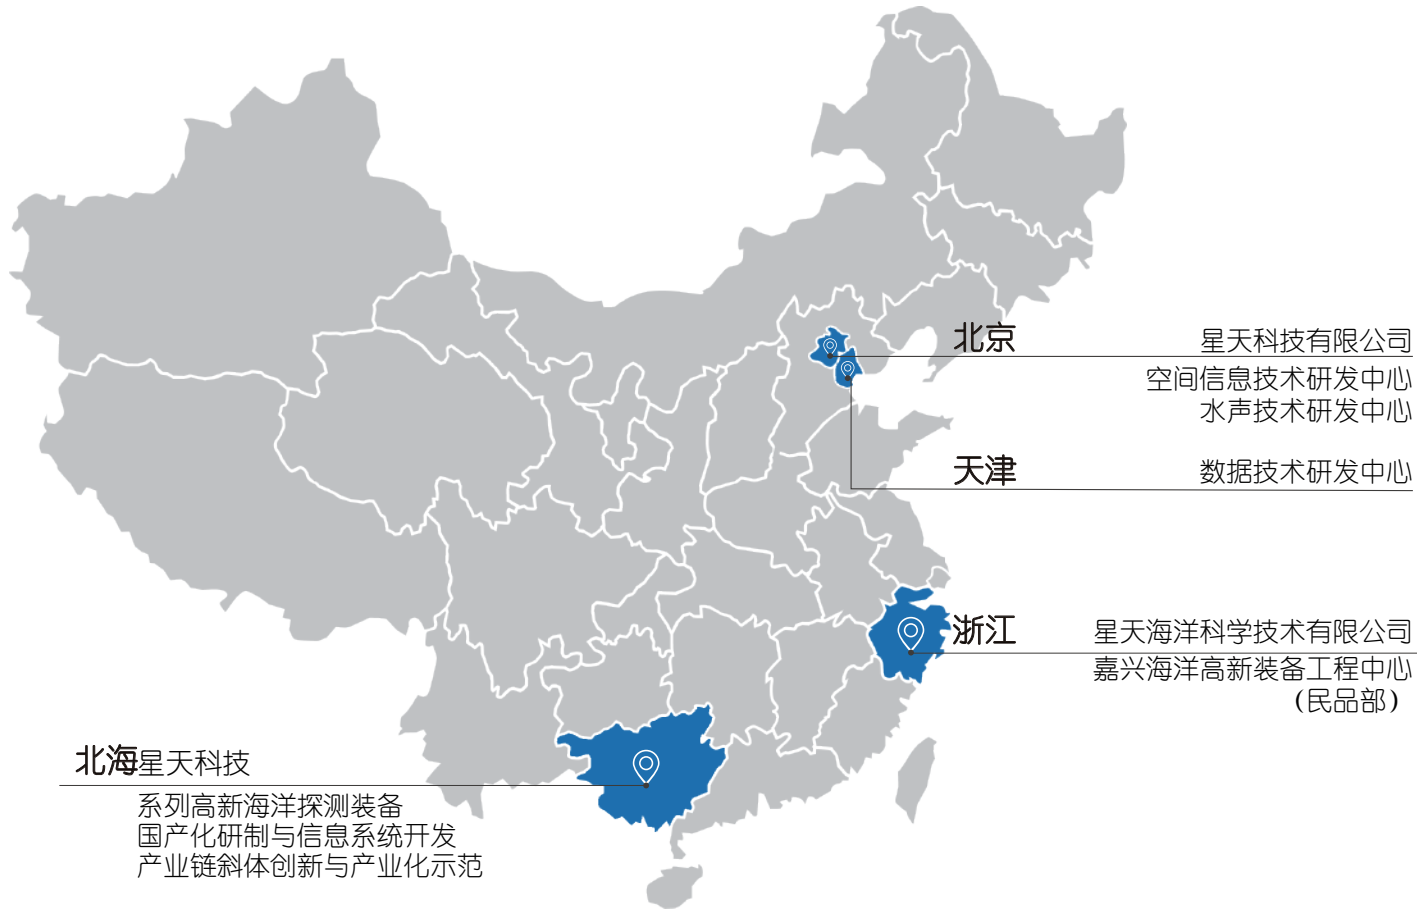 北京 星天科技有限公司
空间信息技术研发中心
水声技术研发中心
天津 数据技术研发中心
浙江 星天海洋科学技术有限公司
嘉兴海洋高新装备工程中心
(民品部)
北海星天科技
系列高新海洋探测装备
国产化研制与信息系统开发
产业链斜体创新与产业化示范